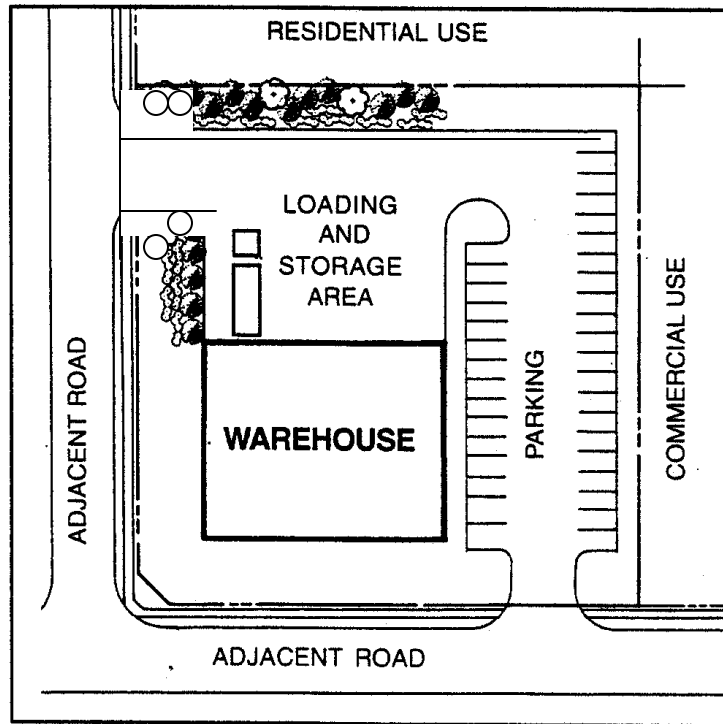 RESIDENTIAL USE
LOADING
AND
STORAGE
AREA
ADJACENT ROAD
WAREHOUSE
PARKING
COMMERCIAL USE
ADJACENT ROAD